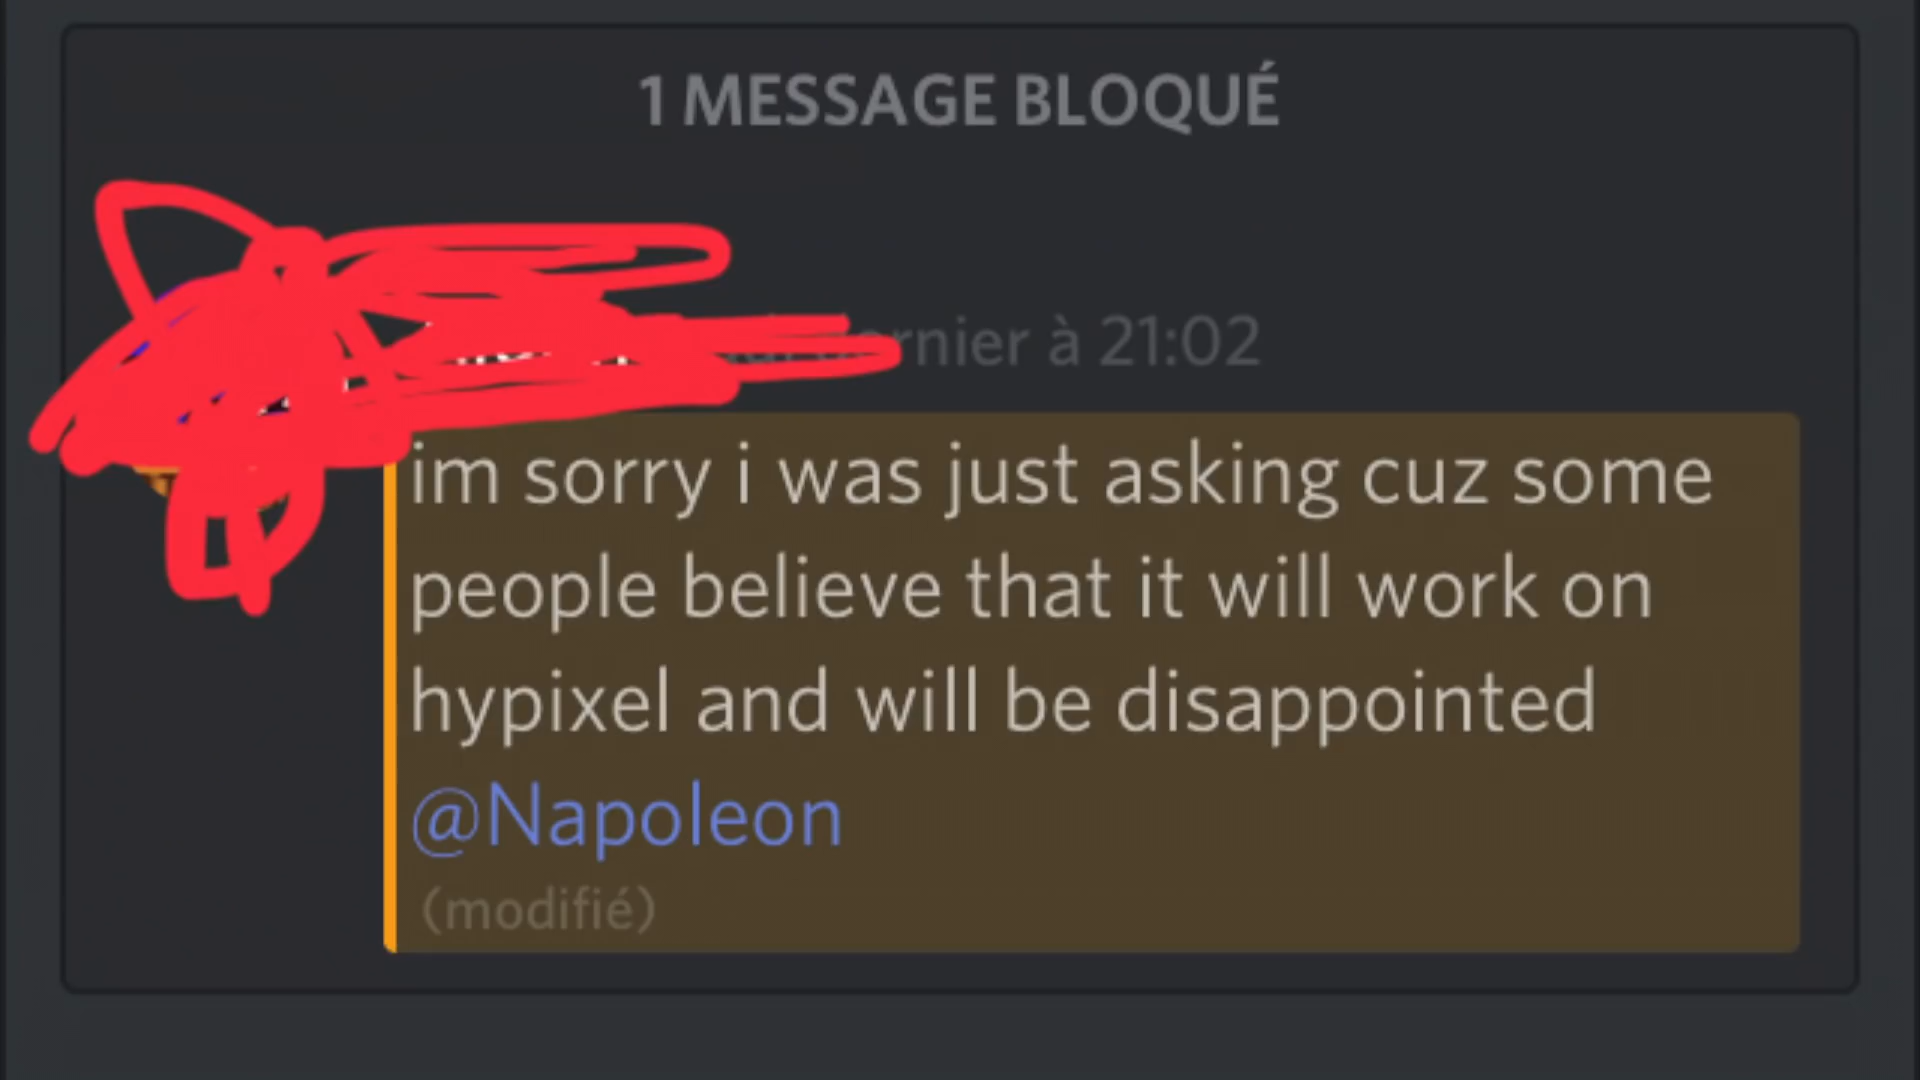 1 MESSAGE BLOQUÉ
à 21:02
im sorry i was just asking cuz some
people believe that it will work on
hypixel and will be disappointed
@Napoleon
(modifié)